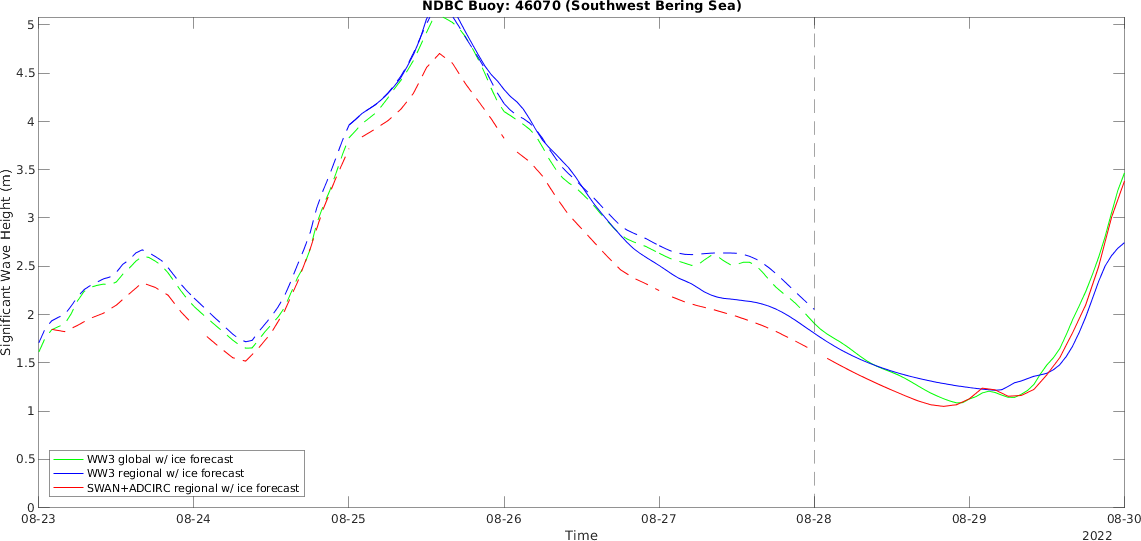 NDBC Buoy: 46070 (Southwest Bering Sea)
5
4.5
4
3.5
3
2.5
2
1.5
1
0.5
0
Significant Wave Height (m)
WW3 global w/ ice forecast
WW3 regional w/ ice forecast
SWAN+ADCIRC regional w/ ice forecast
08-23 08-24 08-25 08-26 08-27 08-28 08-29 08-30
Time
2022